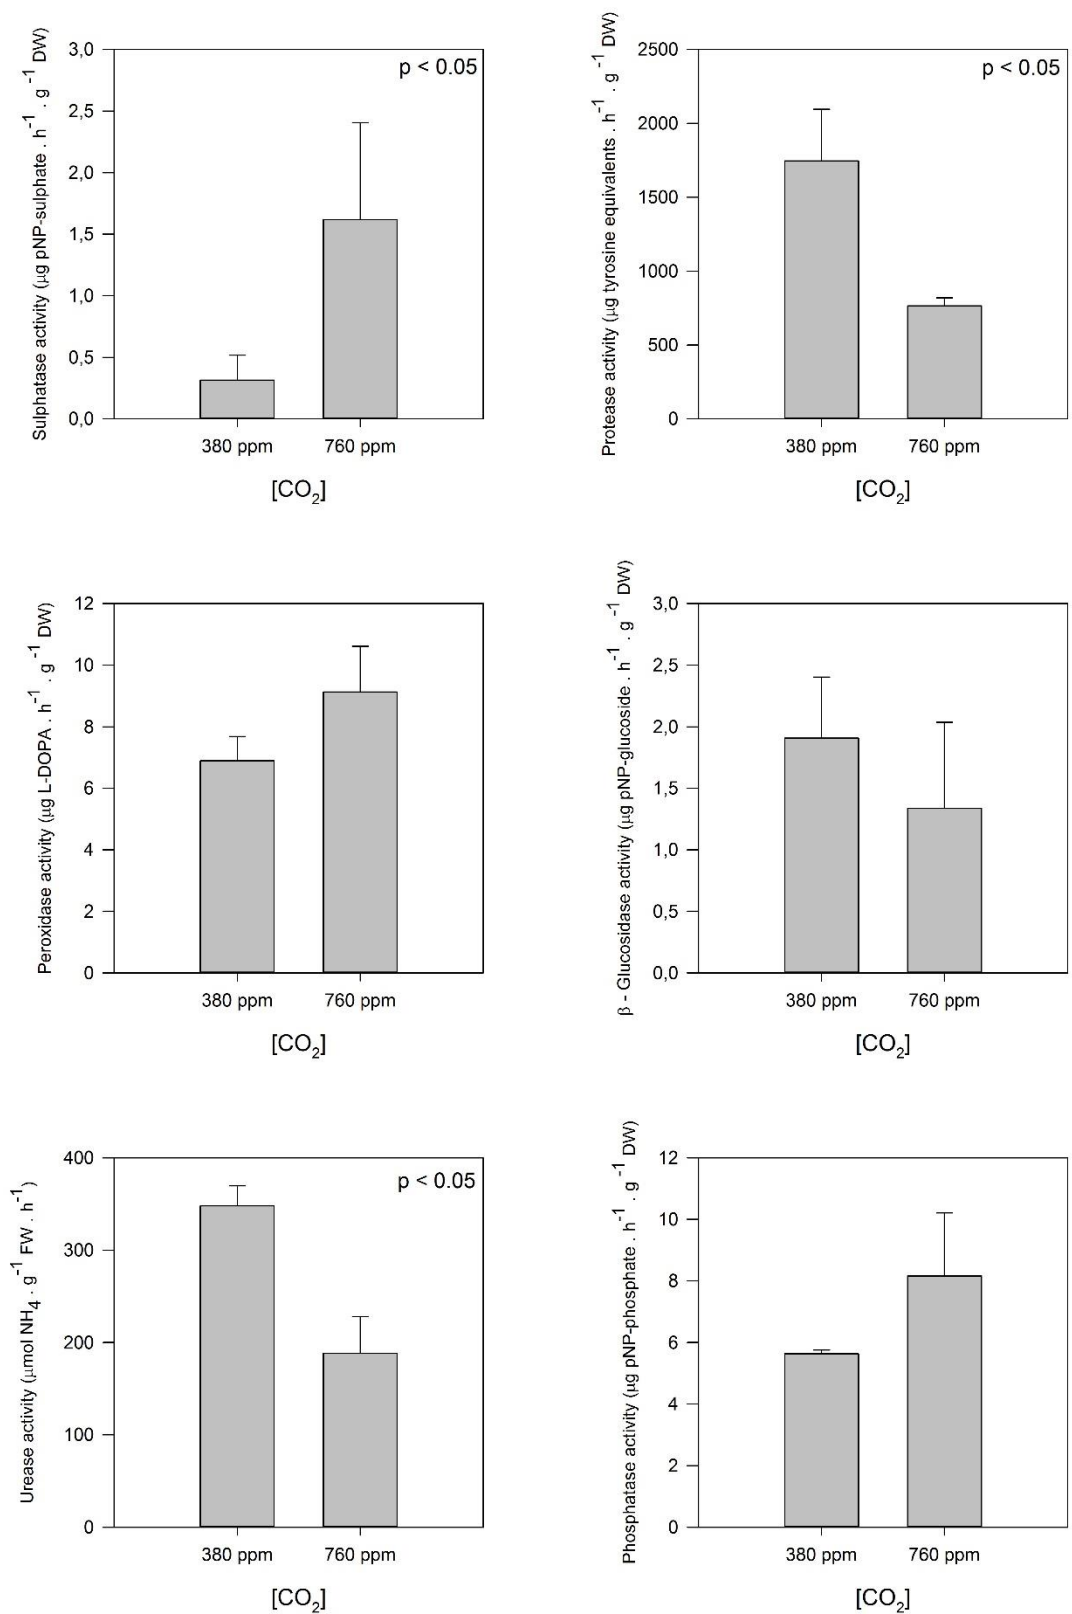 Sulphatase activity (µg pNP-sulphate . h⁻¹ . g⁻¹ DW)
3,0
2,5
2,0
1,5
1,0
0,5
0,0
p < 0.05
380 ppm 760 ppm
[CO₂]
Protease activity (µg tyrosine equivalents . h⁻¹ . g⁻¹ DW)
2500
2000
1500
1000
500
0
p < 0.05
380 ppm 760 ppm
[CO₂]
Peroxidase activity (µg L-DOPA . h⁻¹ . g⁻¹ DW)
12
10
8
6
4
2
0
380 ppm 760 ppm
[CO₂]
β - Glucosidase activity (µg pNP-glucoside . h⁻¹ . g⁻¹ DW)
3,0
2,5
2,0
1,5
1,0
0,5
0,0
380 ppm 760 ppm
[CO₂]
Urease activity (µmol NH₄ . g⁻¹ FW . h⁻¹)
400
300
200
100
0
p < 0.05
380 ppm 760 ppm
[CO₂]
Phosphatase activity (µg pNP-phosphate . h⁻¹ . g⁻¹ DW)
12
10
8
6
4
2
0
380 ppm 760 ppm
[CO₂]